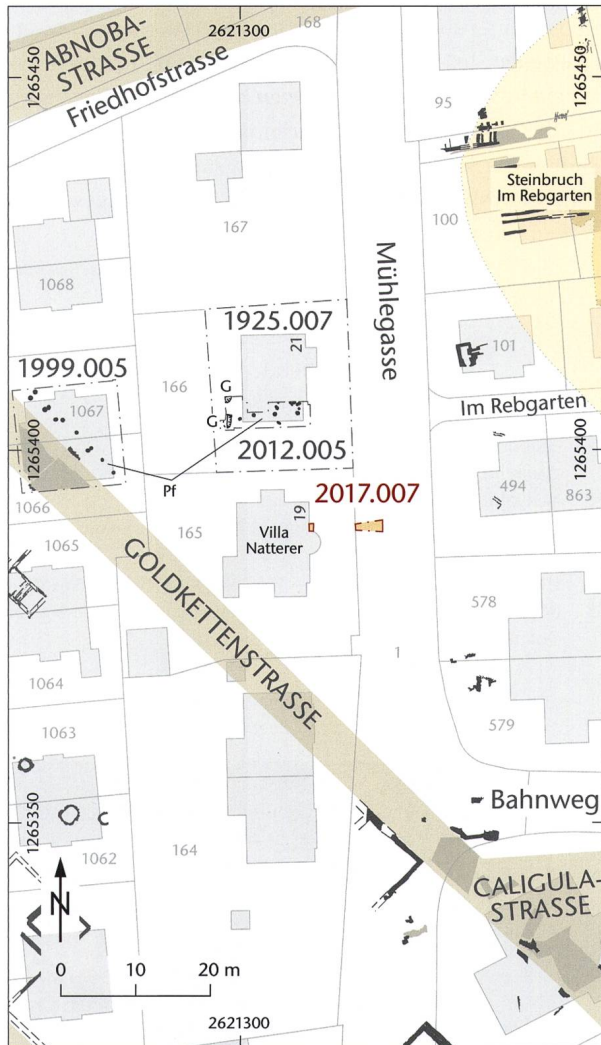 2621300
168
ABNOBA-
STRASSE
Friedhofstrasse
1265450
1265450
95
Steinbruch
Im Rebgarten
167
100
1068
Mühlegasse
1925.007
21
101
1999.005
166
G
1067
G
Im Rebgarten
1265400
2012.005
1265400
Pf
1066
494
863
2017.007
165
19
Villa
Natterer
1065
GOLDKETTENSTRASSE
578
1
1064
1063
579
1265350
Bahnweg
1265350
C
1062
164
CALIGULA-
STRASSE
N
0 10 20 m
2621300